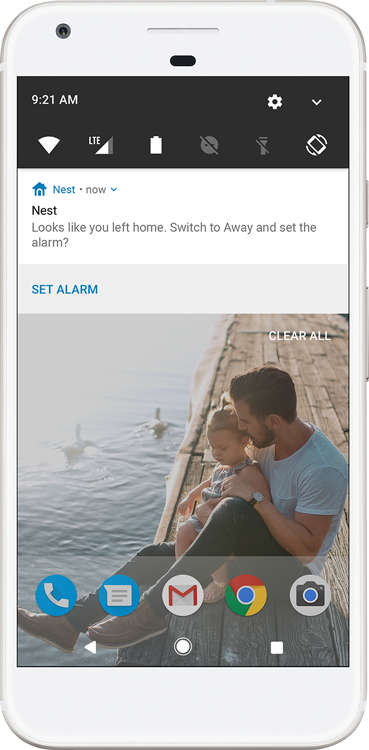 9:21 AM
LTE
Nest • now
Nest
Looks like you left home. Switch to Away and set the
alarm?
SET ALARM
CLEAR ALL